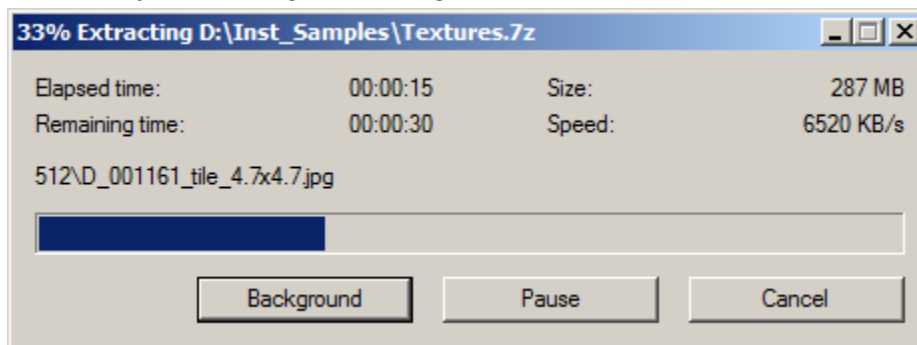 33% Extracting D:\Inst_Samples\Textures.7z
Elapsed time: 00:00:15 Size: 287 MB
Remaining time: 00:00:30 Speed: 6520 KB/s
512\D_001161_tile_4.7x4.7.jpg
Background Pause Cancel